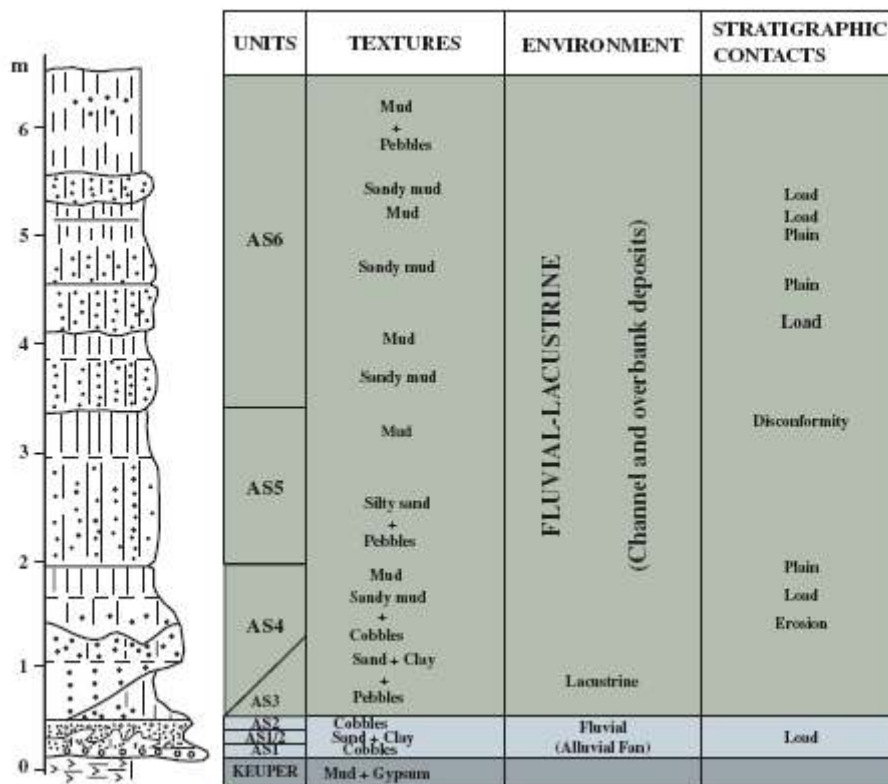 UNITS
TEXTURES
ENVIRONMENT
STRATIGRAPHIC
CONTACTS
m
6
5
4
3
2
1
0
AS6
AS5
AS4
AS3
AS2
AS1/2
AS1
KEUPER
Mud
+
Pebbles
Sandy mud
Mud
Sandy mud
Mud
Sandy mud
Mud
Silty sand
+
Pebbles
Mud
Sandy mud
+
Cobbles
Sand + Clay
+
Pebbles
Cobbles
Sand + Clay
Cobbles
Mud + Gypsum
FLUVIAL-LACUSTRINE
(Channel and overbank deposits)
Lacustrine
Fluvial
(Alluvial Fan)
Load
Load
Plain
Plain
Load
Disconformity
Plain
Load
Erosion
Load